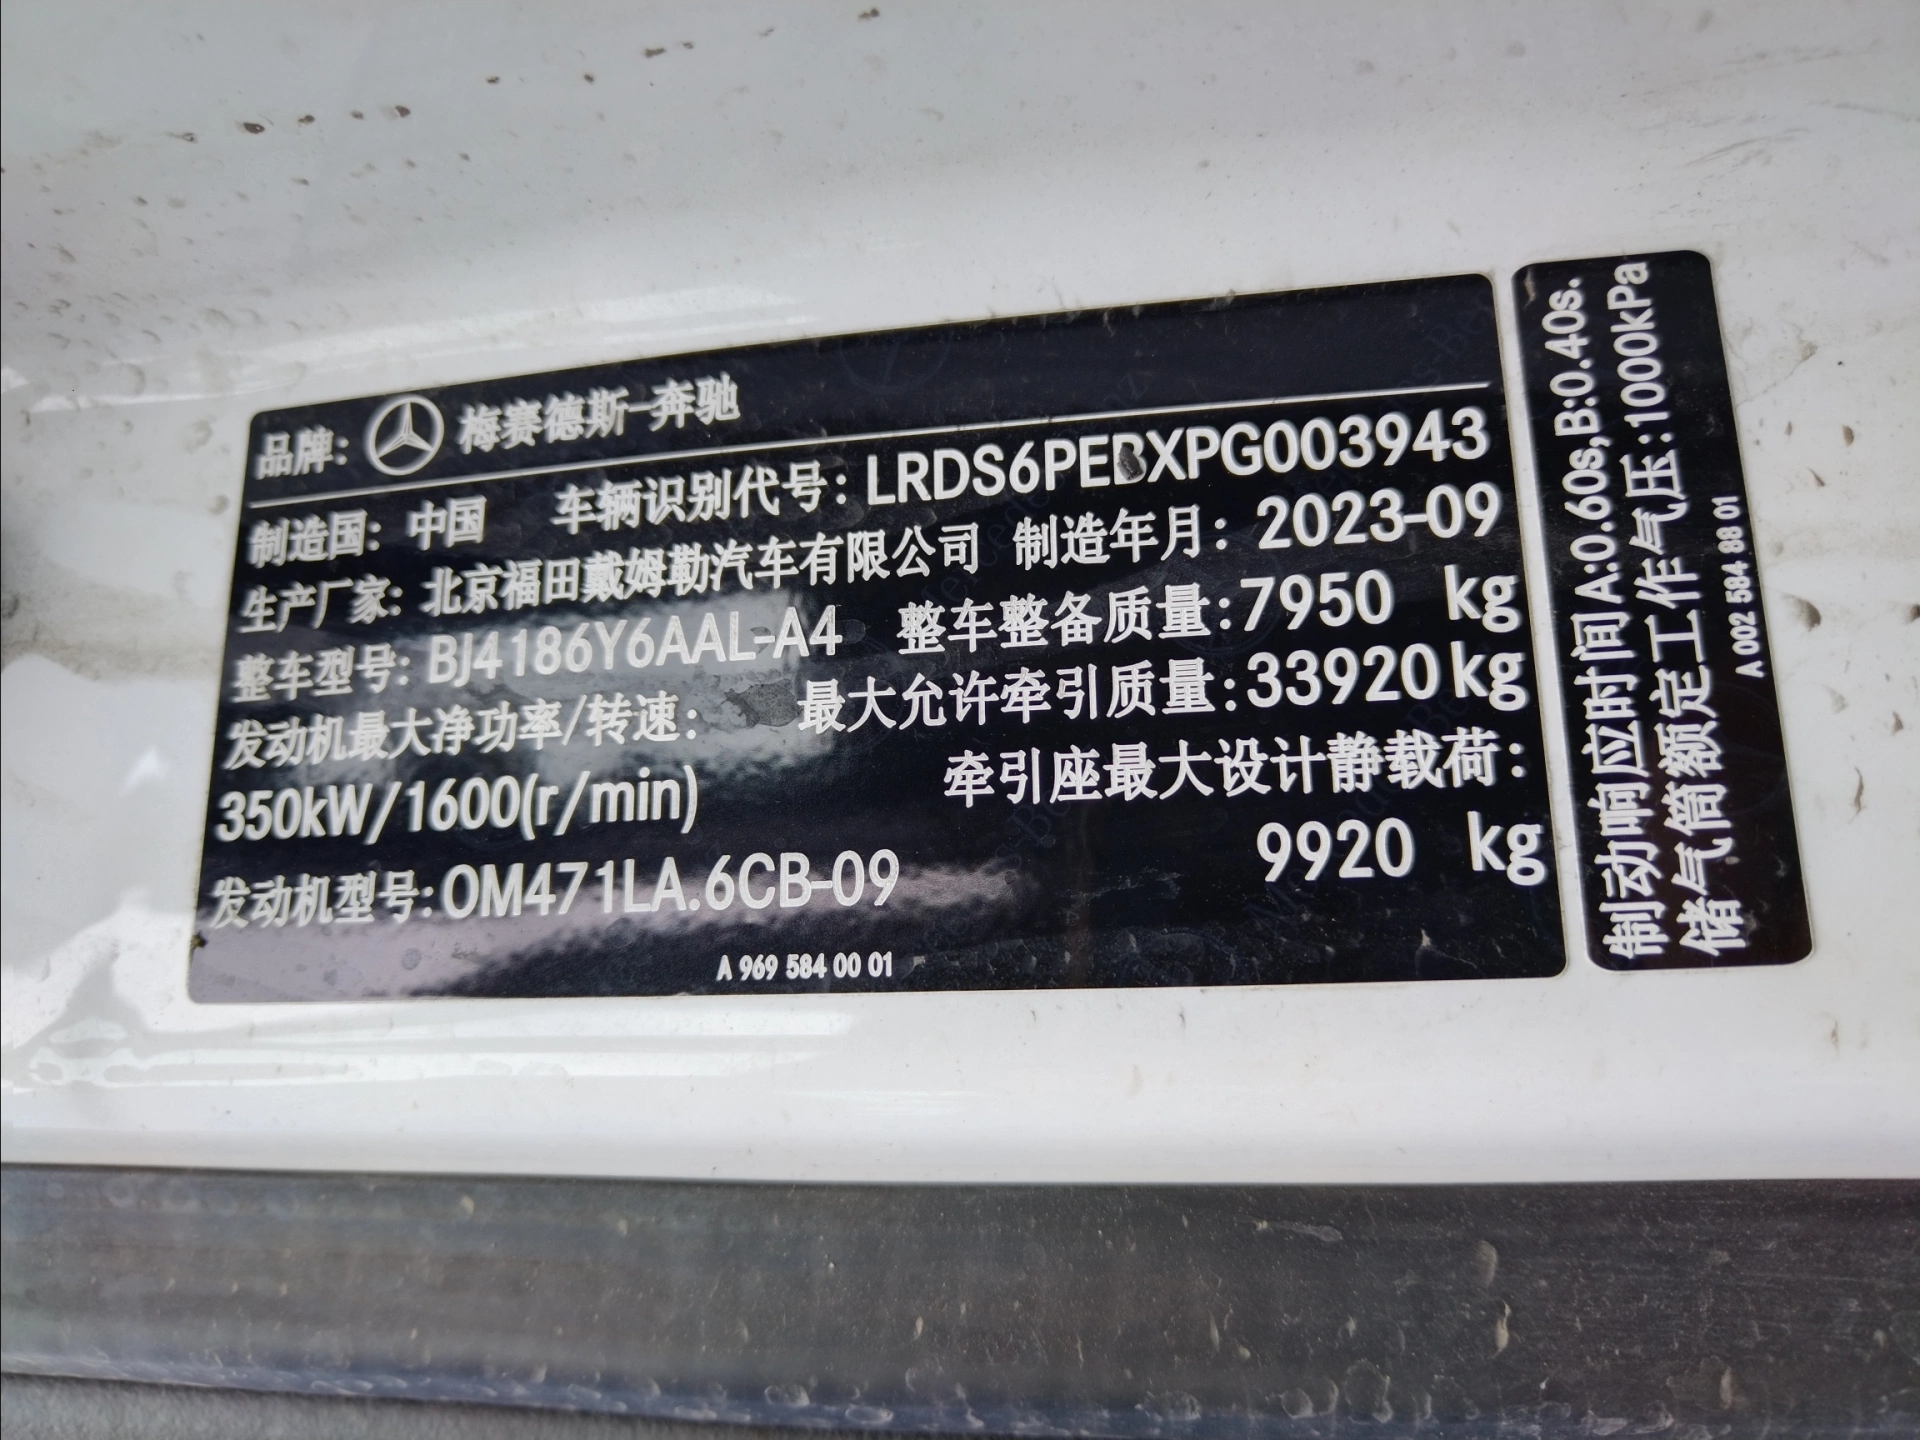 品牌: 梅赛德斯-奔驰
制造国: 中国 车辆识别代号: LRDS6PEBXPG003943
生产厂家: 北京福田戴姆勒汽车有限公司 制造年月: 2023-09
整车型号: BJ4186Y6AAL-A4 整车整备质量: 7950 kg
发动机最大净功率/转速: 最大允许牵引质量: 33920 kg
350kW/1600(r/min) 牵引座最大设计静载荷:
9920 kg
发动机型号: OM471LA.6CB-09
A 969 584 00 01
制动响应时间A:0.60s,B:0.40s.
储气筒额定工作气压:1000kPa
A 002 584 88 01